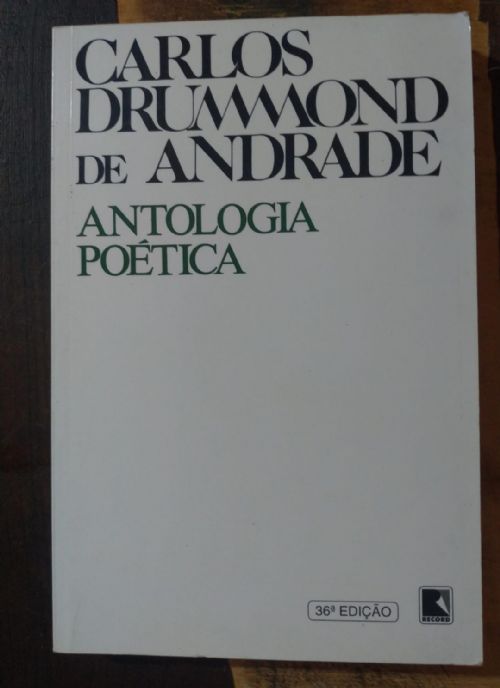 CARLOS
DRUMMOND
DE ANDRADE
ANTOLOGIA
POÉTICA
36ª EDIÇÃO
R
RECORD